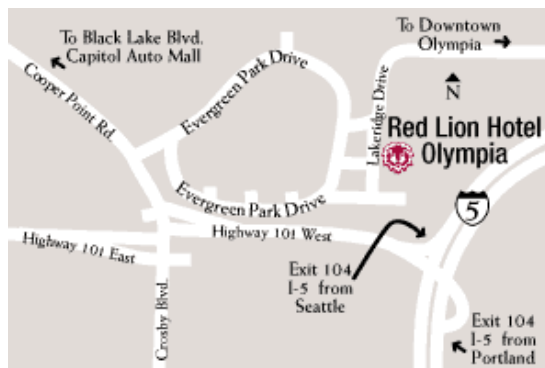 To Black Lake Blvd.
Capitol Auto Mall
To Downtown
Olympia
Cooper Point Rd.
Evergreen Park Drive
Lakeridge Drive
N
Red Lion Hotel
Olympia
5
Evergreen Park Drive
Highway 101 West
Highway 101 East
Exit 104
I-5 from
Seattle
Crosby Blvd.
Exit 104
I-5 from
Portland